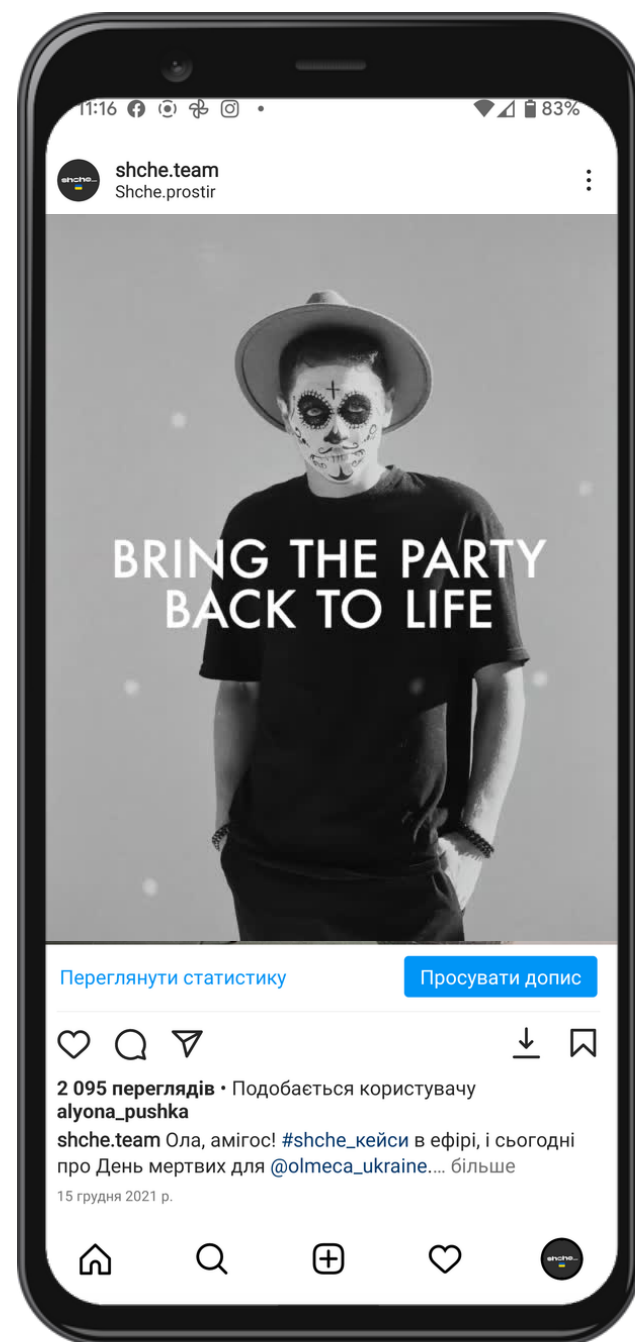 11:16
83%
shche_
shche.team
Shche.prostir
BRING THE PARTY
BACK TO LIFE
Переглянути статистику
Просувати допис
2 095 переглядів • Подобається користувачу
alyona_pushka
shche.team Ола, амігос! #shche_кейси в ефірі, і сьогодні
про День мертвих для @olmeca_ukraine.... більше
15 грудня 2021 р.
shche_